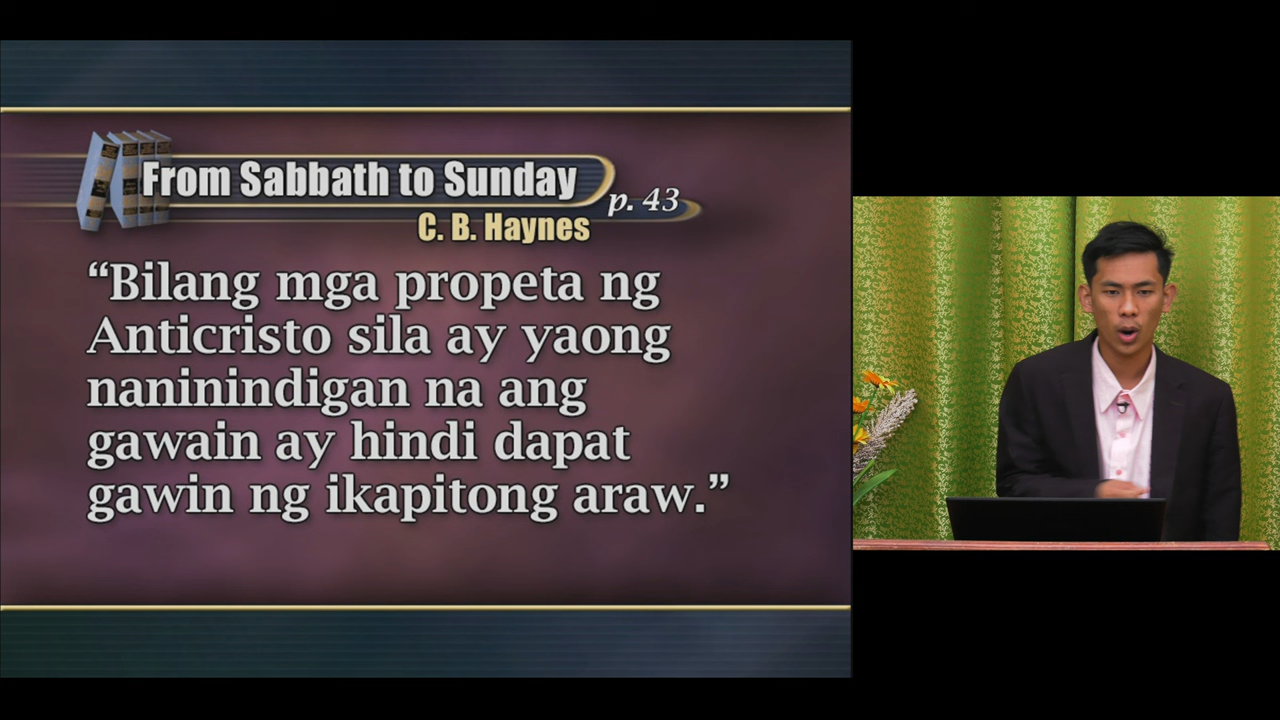 From Sabbath to Sunday
p. 43
C. B. Haynes
“Bilang mga propeta ng
Anticristo sila ay yaong
naninindigan na ang
gawain ay hindi dapat
gawin ng ikapitong araw.”